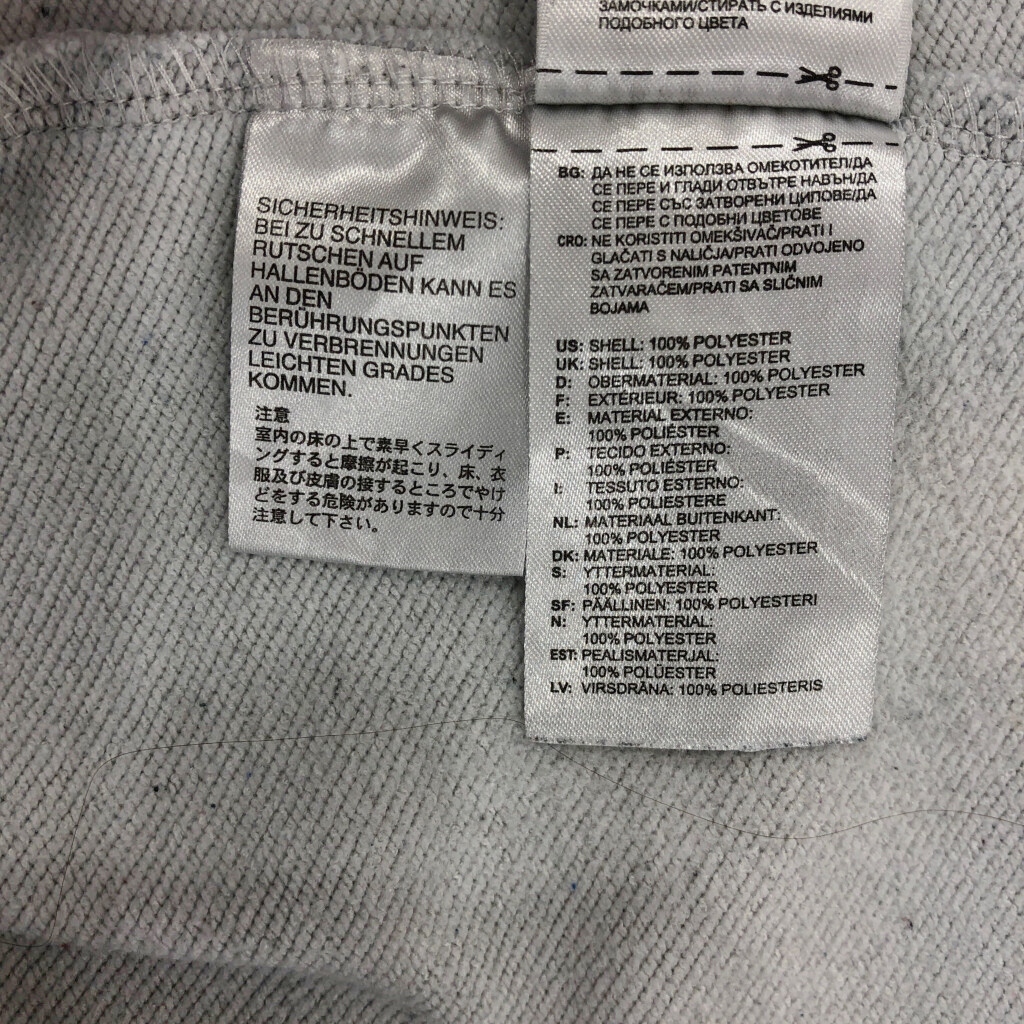 ЗАМОЧКАМИ/СТИРАТЬ С ИЗДЕЛИЯМИ
ПОДОБНОГО ЦВЕТА
SICHERHEITSHINWEIS:
BEI ZU SCHNELLEM
RUTSCHEN AUF
HALLENBÖDEN KANN ES
AN DEN
BERÜHRUNGSPUNKTEN
ZU VERBRENNUNGEN
LEICHTEN GRADES
KOMMEN.
注意
室内の床の上で素早くスライディ
ングすると摩擦が起こり、床、衣
服及び皮膚の接するところでやけ
どをする危険がありますので十分
注意して下さい。
BG: ДА НЕ СЕ ИЗПОЛЗВА ОМЕКОТИТЕЛ/ДА
СЕ ПЕРЕ И ГЛАДИ ОТВЪТРЕ НАВЪН/ДА
СЕ ПЕРЕ СЪС ЗАТВОРЕНИ ЦИПОВЕ/ДА
СЕ ПЕРЕ С ПОДОБНИ ЦВЕТОВЕ
CRO: NE KORISTITI OMEKŠIVAČ/PRATI I
GLAČATI S NALIČJA/PRATI ODVOJENO
SA ZATVORENIM PATENTNIM
ZATVARAČEM/PRATI SA SLIČNIM
BOJAMA
US: SHELL: 100% POLYESTER
UK: SHELL: 100% POLYESTER
D: OBERMATERIAL: 100% POLYESTER
F: EXTÉRIEUR: 100% POLYESTER
E: MATERIAL EXTERNO:
100% POLIÉSTER
P: TECIDO EXTERNO:
100% POLIÉSTER
I: TESSUTO ESTERNO:
100% POLIESTERE
NL: MATERIAAL BUITENKANT:
100% POLYESTER
DK: MATERIALE: 100% POLYESTER
S: YTTERMATERIAL:
100% POLYESTER
SF: PÄÄLLINEN: 100% POLYESTERI
N: YTTERMATERIAL:
100% POLYESTER
EST: PEALISMATERJAL:
100% POLÜESTER
LV: VIRSDRĀNA: 100% POLIESTERIS